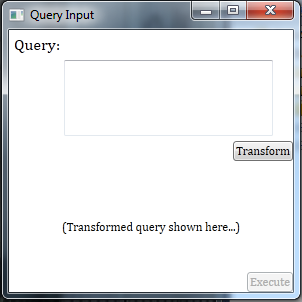 Query Input
Query:
Transform
(Transformed query shown here...)
Execute